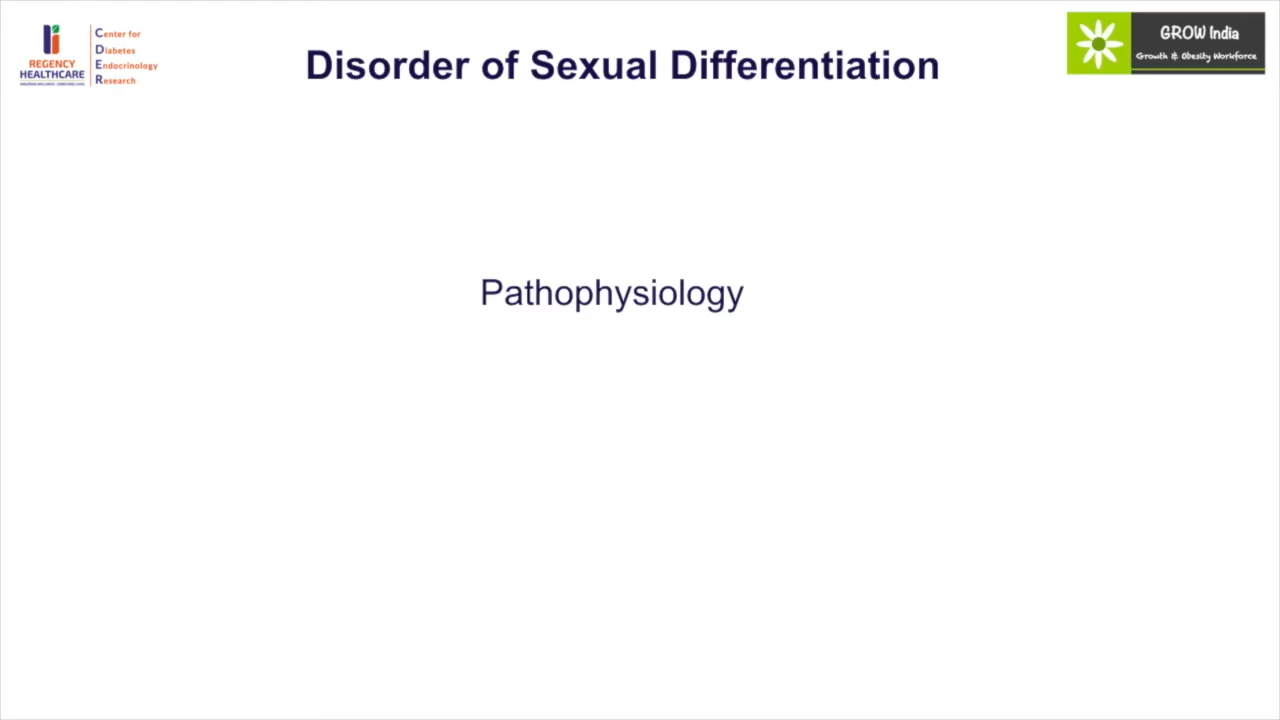 REGENCY
HEALTHCARE
Center for
Diabetes
Endocrinology
Research
Disorder of Sexual Differentiation
GROW India
Growth & Obesity Workforce
Pathophysiology